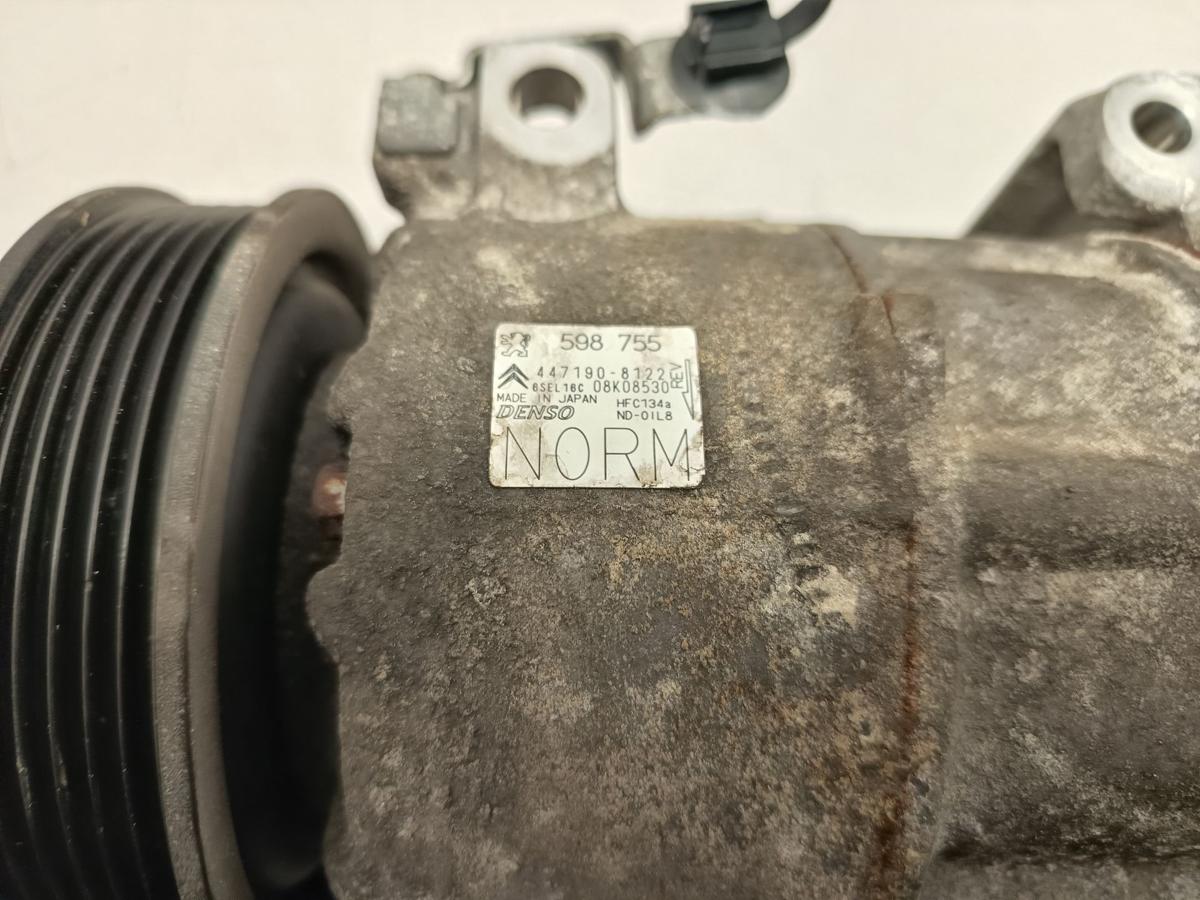 598 755
447190-8122
6SEL16C 08K08530 REV
MADE IN JAPAN HFC134a
DENSO ND-OIL8
NORM